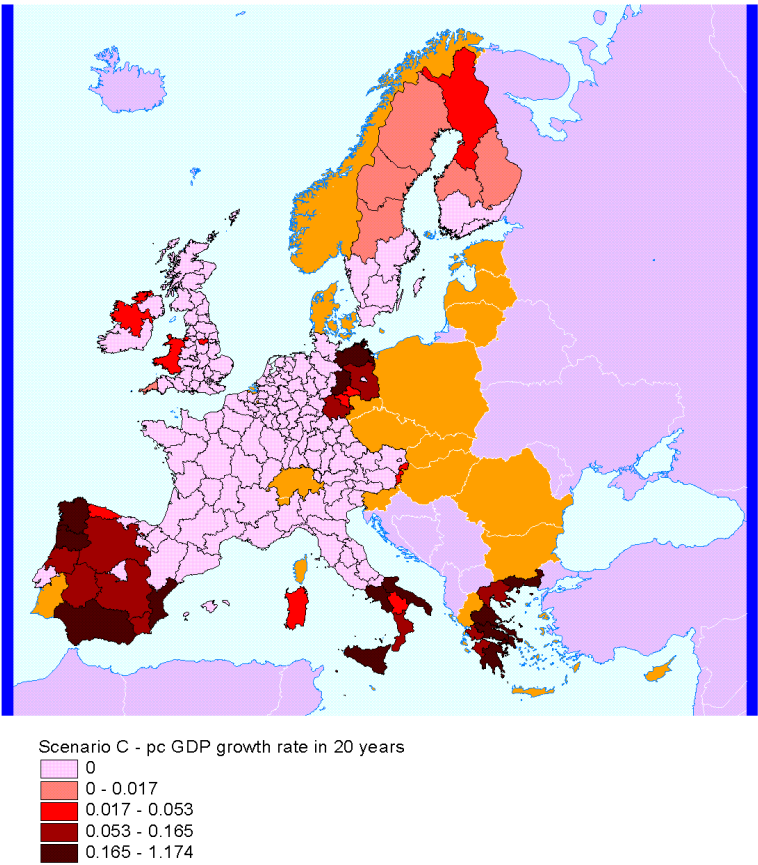 Scenario C - pc GDP growth rate in 20 years
0
0 - 0.017
0.017 - 0.053
0.053 - 0.165
0.165 - 1.174